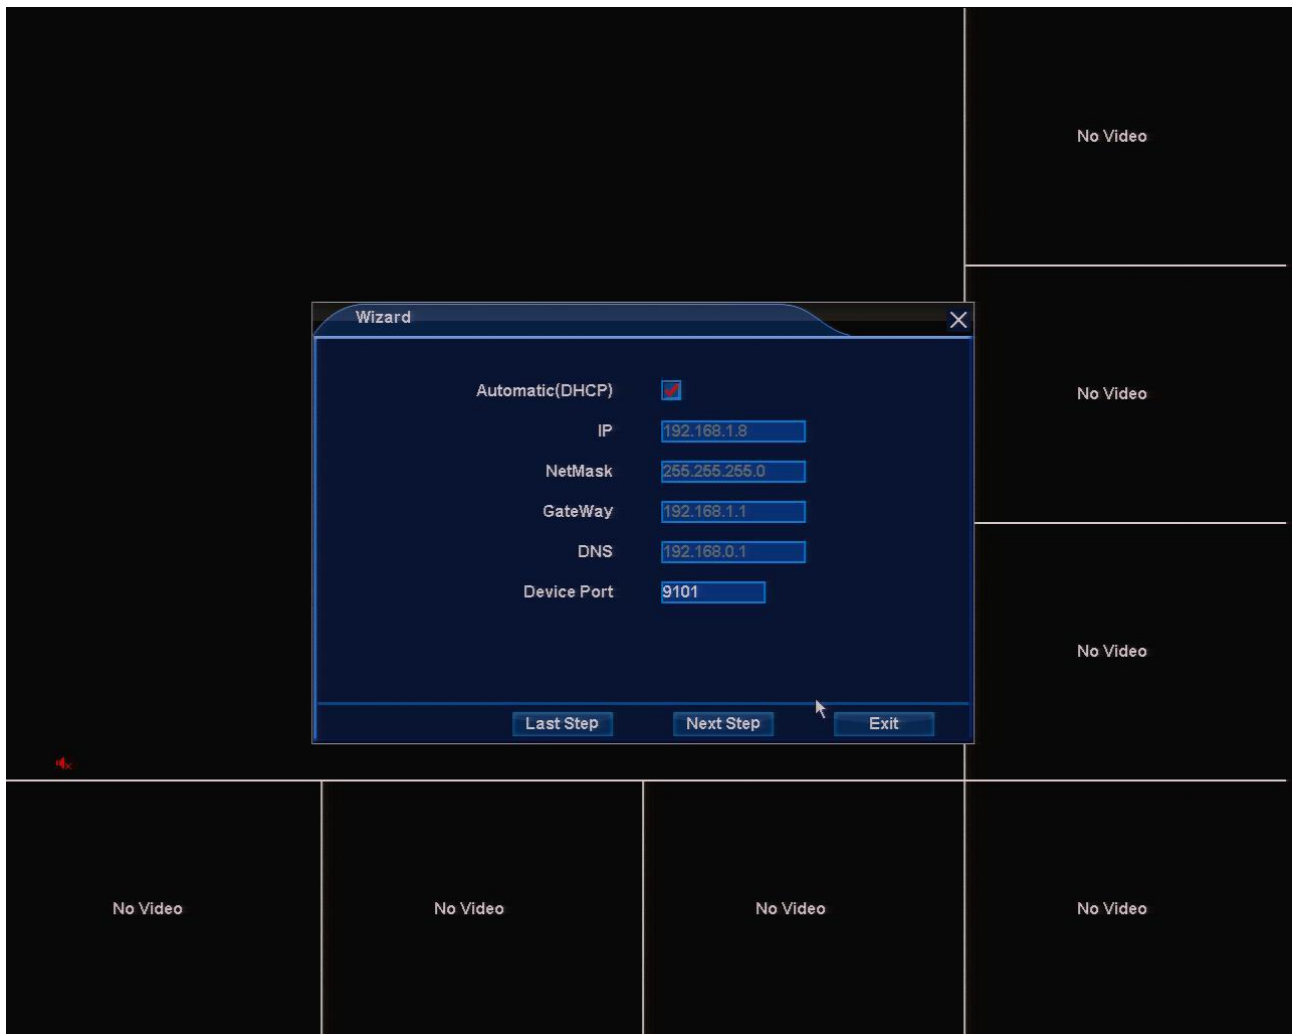 No Video
Wizard
Automatic(DHCP)
IP 192.168.1.8
No Video
NetMask 255.255.255.0
GateWay 192.168.1.1
DNS 192.168.0.1
Device Port 9101
No Video
Last Step Next Step Exit
No Video No Video No Video No Video